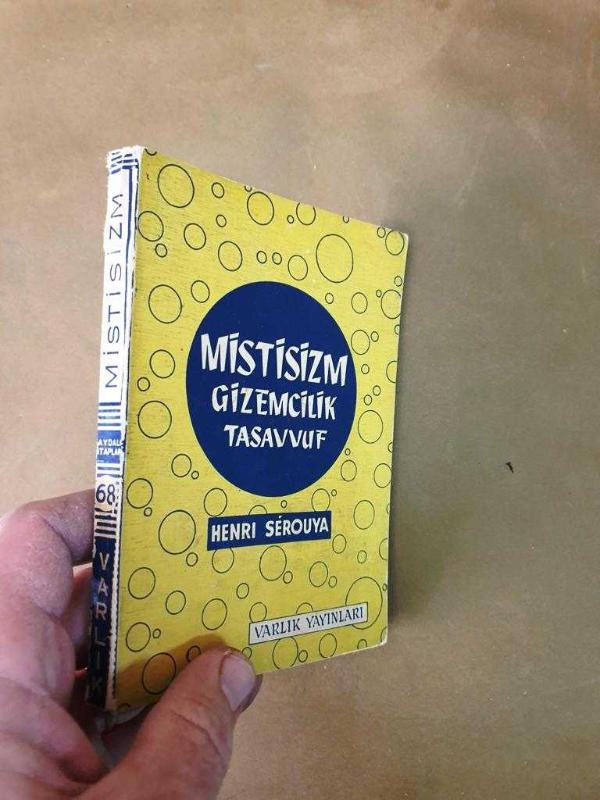 MİSTİSİZM
GİZEMCİLİK
TASAVVUF
HENRI SÉROUYA
VARLIK YAYINLARI
MİSTİSİZM
68
VARLIK